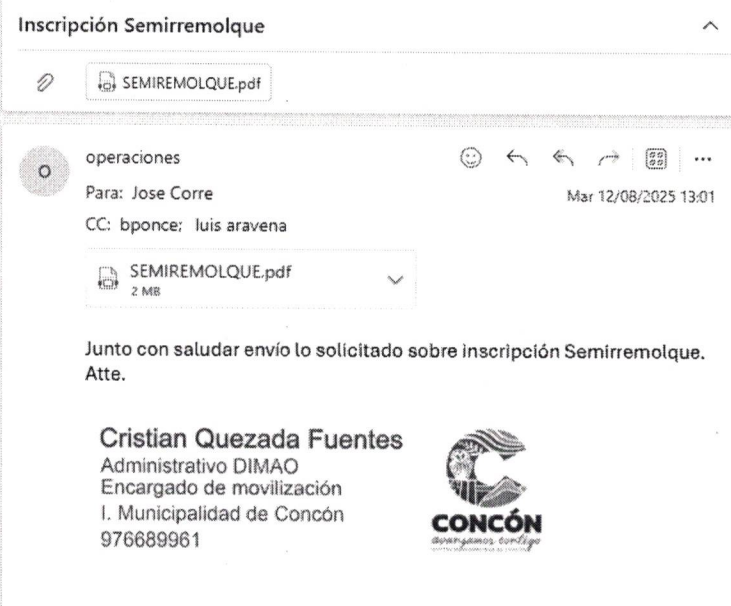 Inscripción Semirremolque
SEMIREMOLQUE.pdf
O
operaciones
Para: Jose Corre
Mar 12/08/2025 13:01
CC: bponce; luis aravena
SEMIREMOLQUE.pdf
2 MB
Junto con saludar envío lo solicitado sobre inscripción Semirremolque.
Atte.
Cristian Quezada Fuentes
Administrativo DIMAO
Encargado de movilización
I. Municipalidad de Concón
976689961
CONCÓN
avanzamos contigo